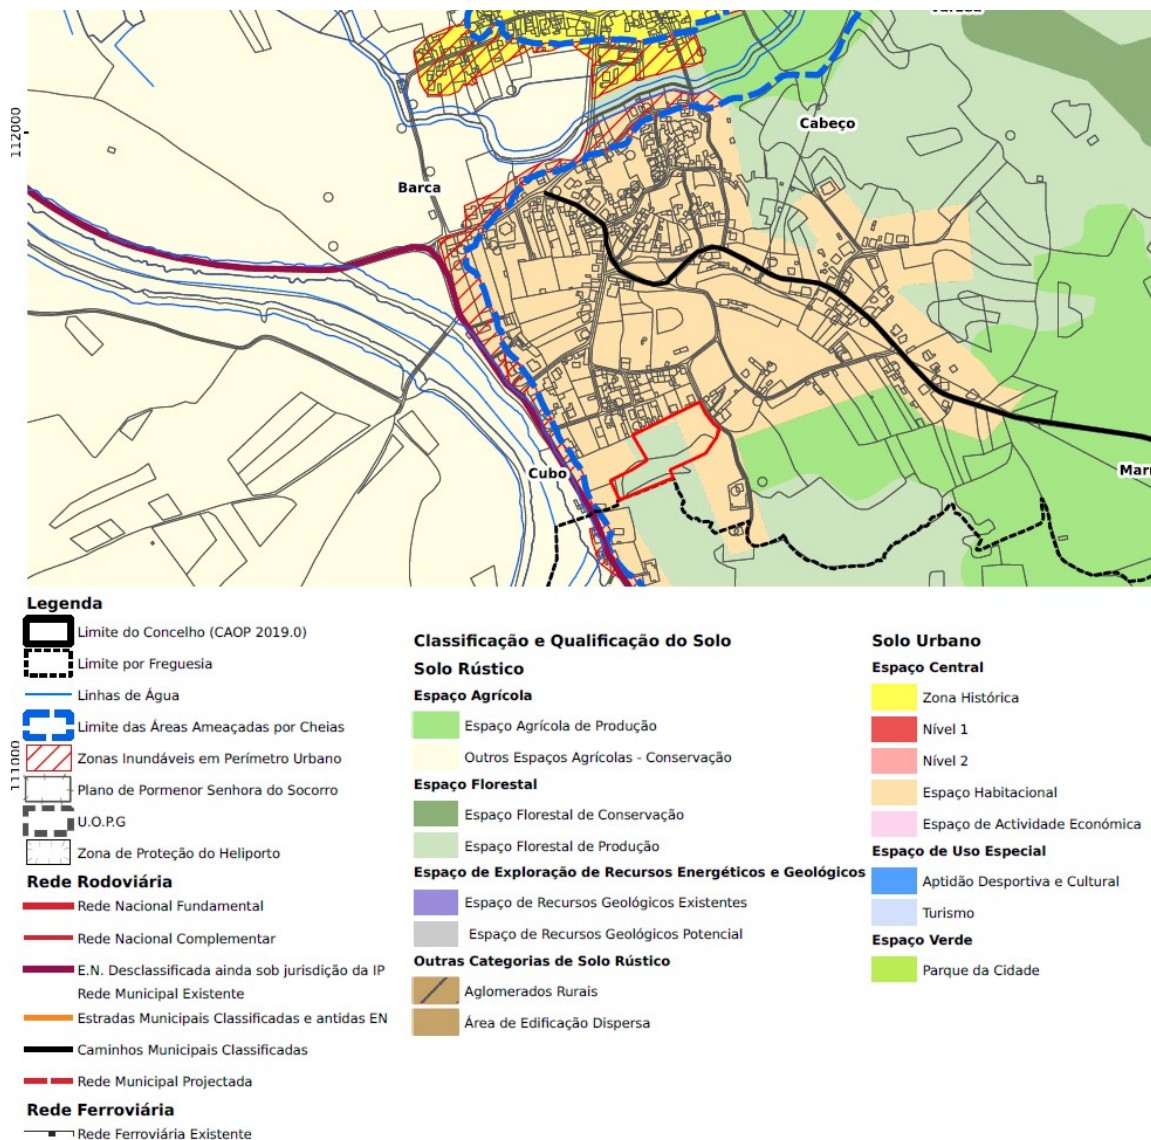 112000
Cabeço
Barca
Cubo
111000
Legenda
Limite do Concelho (CAOP 2019.0)
Limite por Freguesia
Linhas de Água
Limite das Áreas Ameaçadas por Cheias
Zonas Inundáveis em Perímetro Urbano
Plano de Pormenor Senhora do Socorro
U.O.P.G
Zona de Proteção do Heliporto
Rede Rodoviária
Rede Nacional Fundamental
Rede Nacional Complementar
E.N. Desclassificada ainda sob jurisdição da IP
Rede Municipal Existente
Estradas Municipais Classificadas e antidas EN
Caminhos Municipais Classificadas
Rede Municipal Projectada
Rede Ferroviária
Rede Ferroviária Existente
Classificação e Qualificação do Solo
Solo Rústico
Espaço Agrícola
Espaço Agrícola de Produção
Outros Espaços Agrícolas - Conservação
Espaço Florestal
Espaço Florestal de Conservação
Espaço Florestal de Produção
Espaço de Exploração de Recursos Energéticos e Geológicos
Espaço de Recursos Geológicos Existentes
Espaço de Recursos Geológicos Potencial
Outras Categorias de Solo Rústico
Aglomerados Rurais
Área de Edificação Dispersa
Solo Urbano
Espaço Central
Zona Histórica
Nível 1
Nível 2
Espaço Habitacional
Espaço de Actividade Económica
Espaço de Uso Especial
Aptidão Desportiva e Cultural
Turismo
Espaço Verde
Parque da Cidade